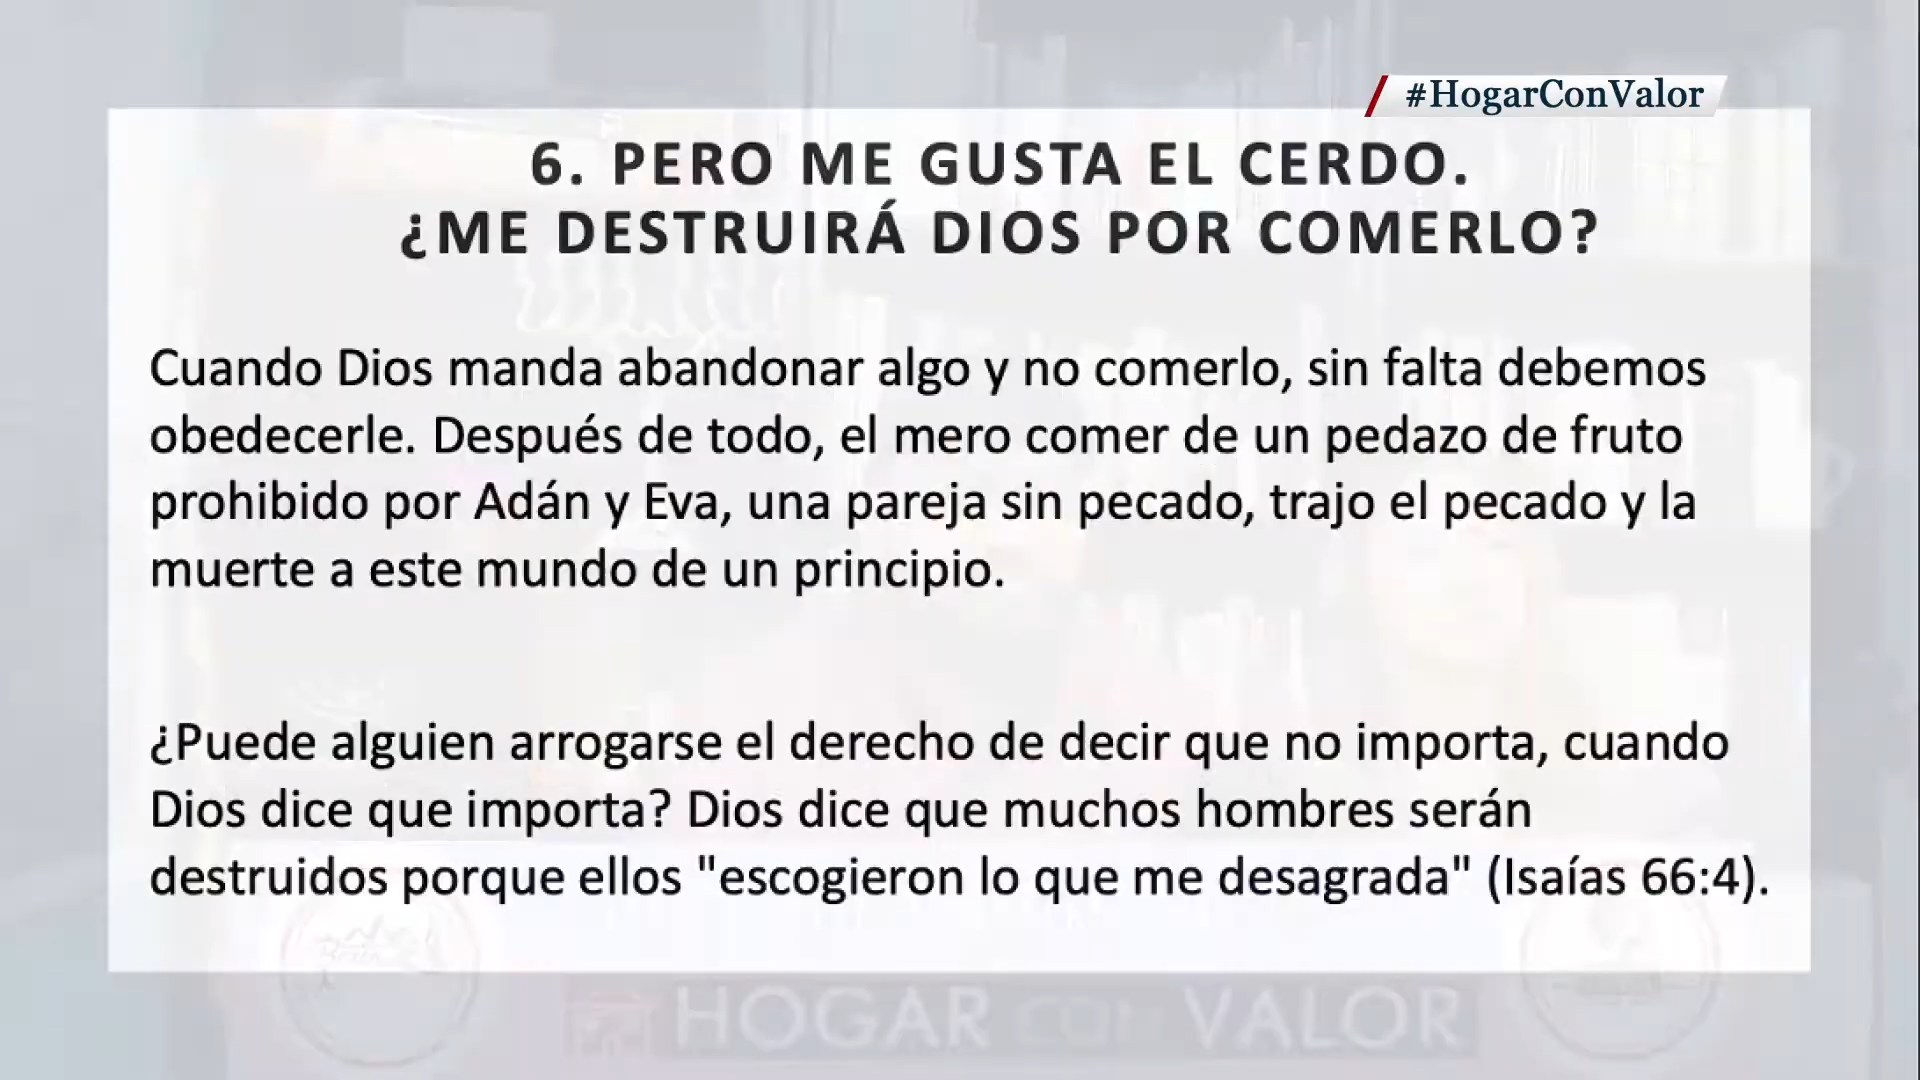 #HogarConValor
6. PERO ME GUSTA EL CERDO.
¿ME DESTRUIRÁ DIOS POR COMERLO?
Cuando Dios manda abandonar algo y no comerlo, sin falta debemos
obedecerle. Después de todo, el mero comer de un pedazo de fruto
prohibido por Adán y Eva, una pareja sin pecado, trajo el pecado y la
muerte a este mundo de un principio.
¿Puede alguien arrogarse el derecho de decir que no importa, cuando
Dios dice que importa? Dios dice que muchos hombres serán
destruidos porque ellos "escogieron lo que me desagrada" (Isaías 66:4).
HOGAR con VALOR